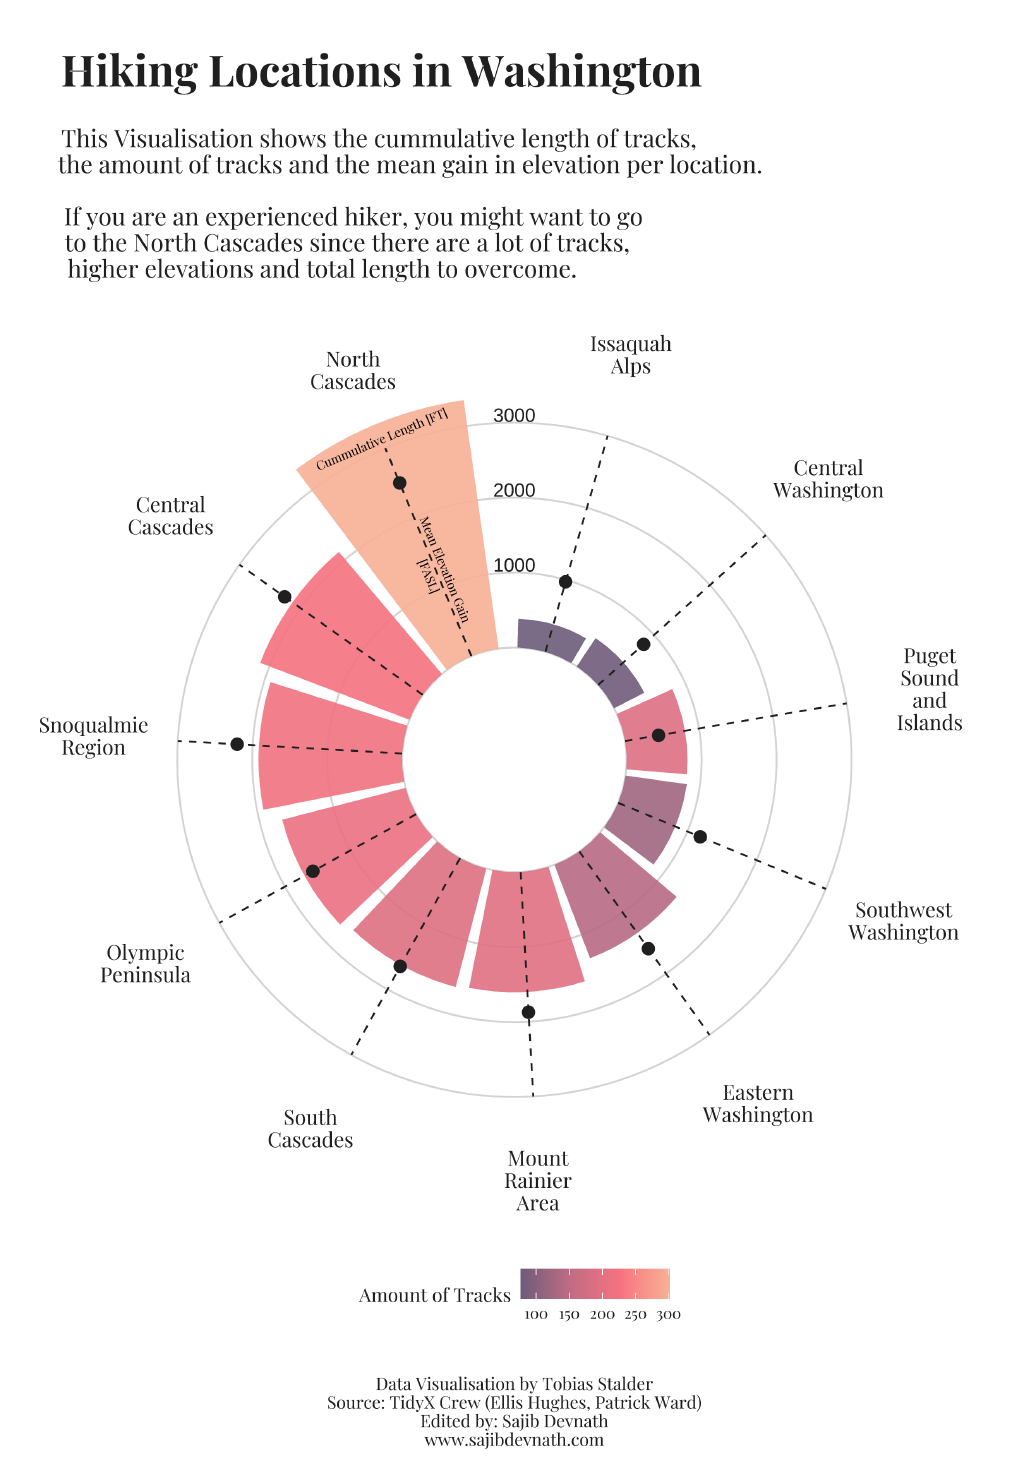 Hiking Locations in Washington
This Visualisation shows the cummulative length of tracks,
the amount of tracks and the mean gain in elevation per location.
If you are an experienced hiker, you might want to go
to the North Cascades since there are a lot of tracks,
higher elevations and total length to overcome.
Issaquah
Alps
North
Cascades
3000
Cummulative Length [FT]
Central
Washington
2000
Central
Cascades
Mean Elevation Gain
[FASL]
1000
Puget
Sound
and
Islands
Snoqualmie
Region
Southwest
Washington
Olympic
Peninsula
Eastern
Washington
South
Cascades
Mount
Rainier
Area
Amount of Tracks
100 150 200 250 300
Data Visualisation by Tobias Stalder
Source: TidyX Crew (Ellis Hughes, Patrick Ward)
Edited by: Sajib Devnath
www.sajibdevnath.com